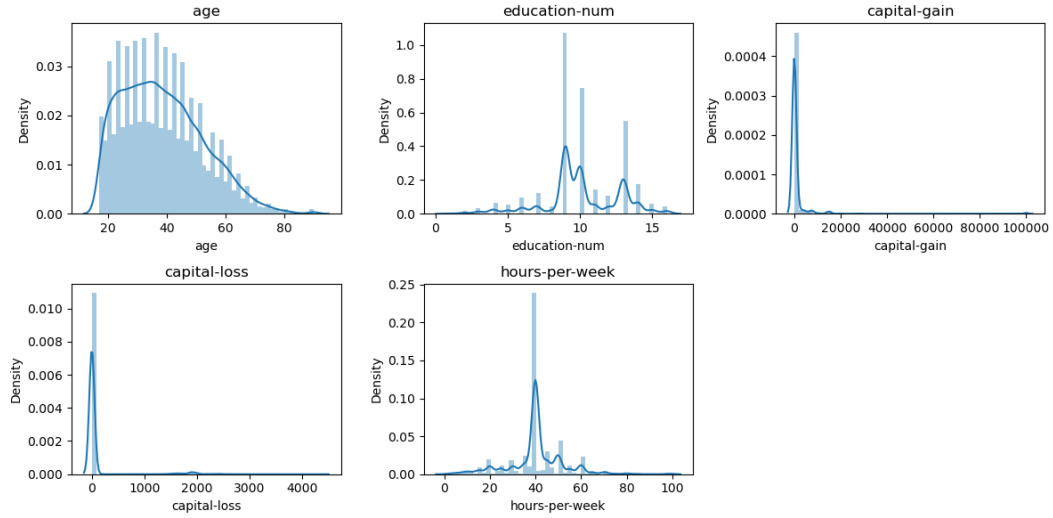 age
Density
0.03
0.02
0.01
0.00
20 40 60 80
age
education-num
Density
1.0
0.8
0.6
0.4
0.2
0.0
0 5 10 15
education-num
capital-gain
Density
0.0004
0.0003
0.0002
0.0001
0.0000
0 20000 40000 60000 80000 100000
capital-gain
capital-loss
Density
0.010
0.008
0.006
0.004
0.002
0.000
0 1000 2000 3000 4000
capital-loss
hours-per-week
Density
0.25
0.20
0.15
0.10
0.05
0.00
0 20 40 60 80 100
hours-per-week